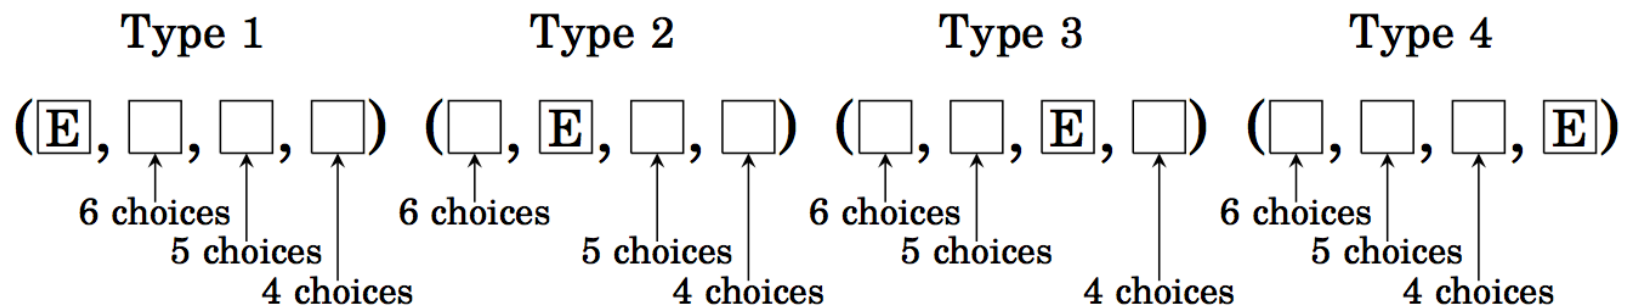 Type 1 Type 2 Type 3 Type 4
(E, , , ) ( , E, , ) ( , , E, ) ( , , , E)
6 choices 6 choices 6 choices 6 choices
5 choices 5 choices 5 choices 5 choices
4 choices 4 choices 4 choices 4 choices